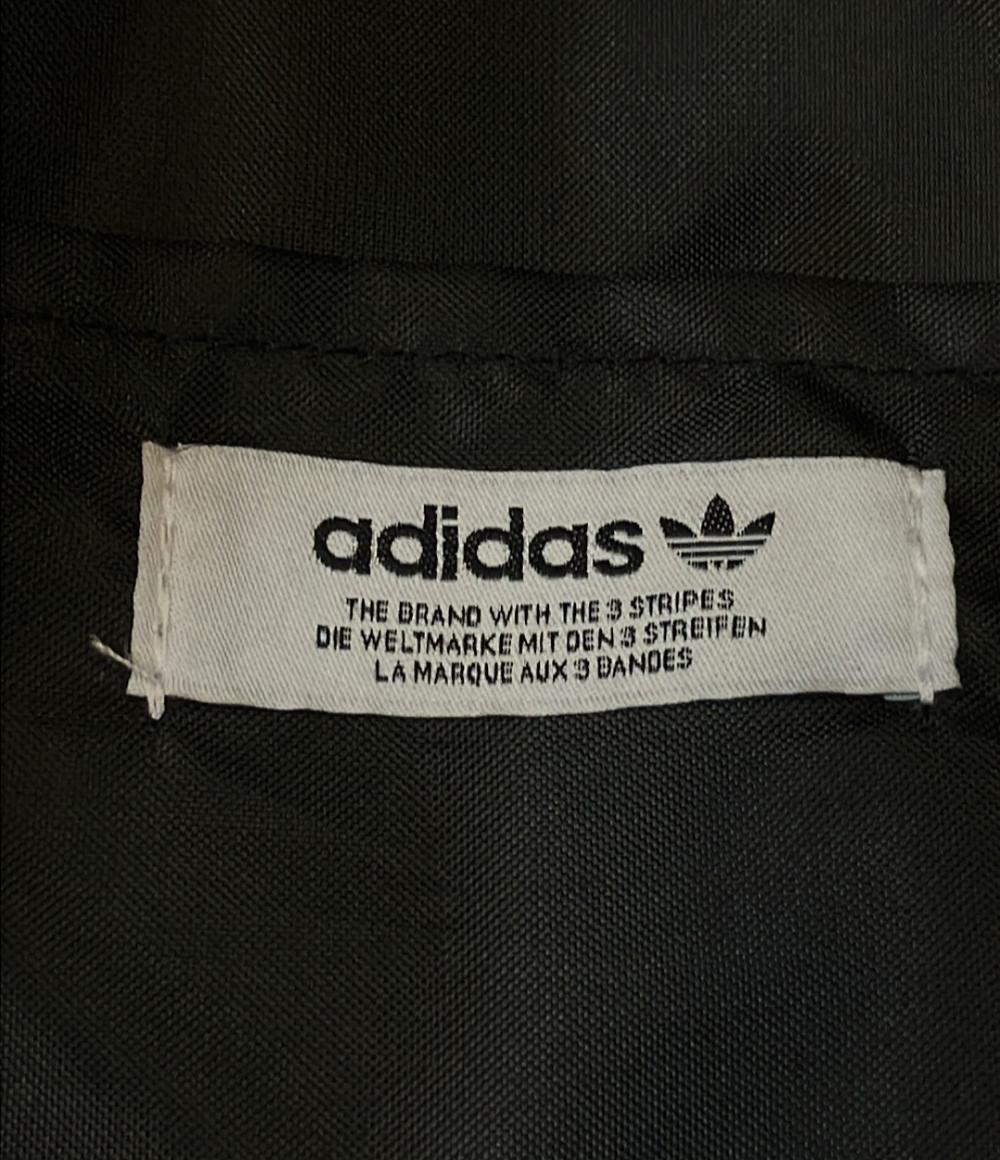 adidas
THE BRAND WITH THE 3 STRIPES
DIE WELTMARKE MIT DEN 3 STREIFEN
LA MARQUE AUX 3 BANDES